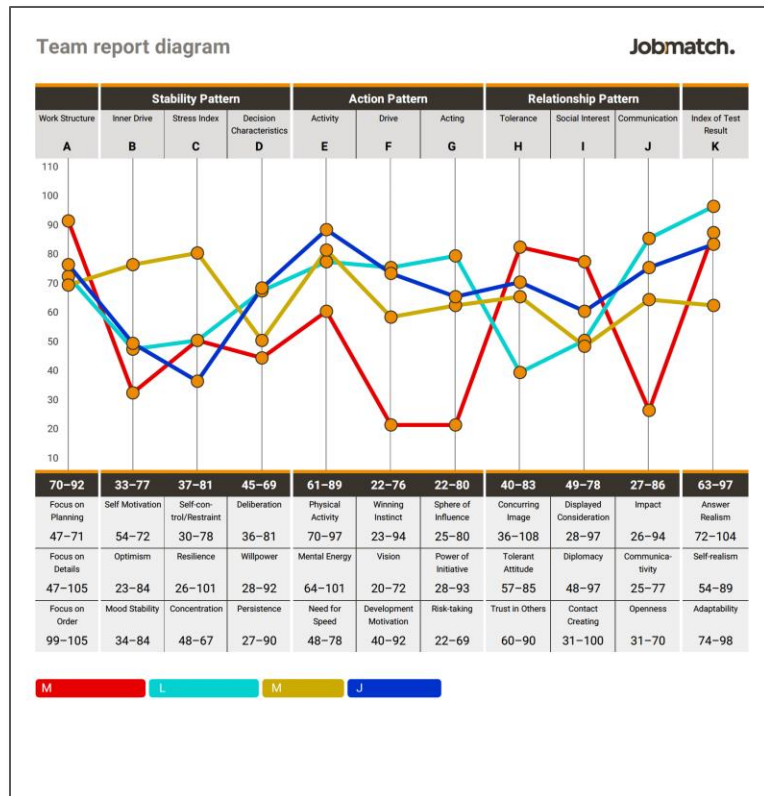 Team report diagram
Jobmatch.
Stability Pattern Action Pattern Relationship Pattern
Work Structure Inner Drive Stress Index Decision Characteristics Activity Drive Acting Tolerance Social Interest Communication Index of Test Result
A B C D E F G H I J K
110
100
90
80
70
60
50
40
30
20
10
70–92 33–77 37–81 45–69 61–89 22–76 22–80 40–83 49–78 27–86 63–97
Focus on Planning Self Motivation Self-con-trol/Restraint Deliberation Physical Activity Winning Instinct Sphere of Influence Concurring Image Displayed Consideration Impact Answer Realism
47–71 54–72 30–78 36–81 70–97 23–94 25–80 36–108 28–97 26–94 72–104
Focus on Details Optimism Resilience Willpower Mental Energy Vision Power of Initiative Tolerant Attitude Diplomacy Communica-tivity Self-realism
47–105 23–84 26–101 28–92 64–101 20–72 28–93 57–85 48–97 25–77 54–89
Focus on Order Mood Stability Concentration Persistence Need for Speed Development Motivation Risk-taking Trust in Others Contact Creating Openness Adaptability
99–105 34–84 48–67 27–90 48–78 40–92 22–69 60–90 31–100 31–70 74–98
M L M J